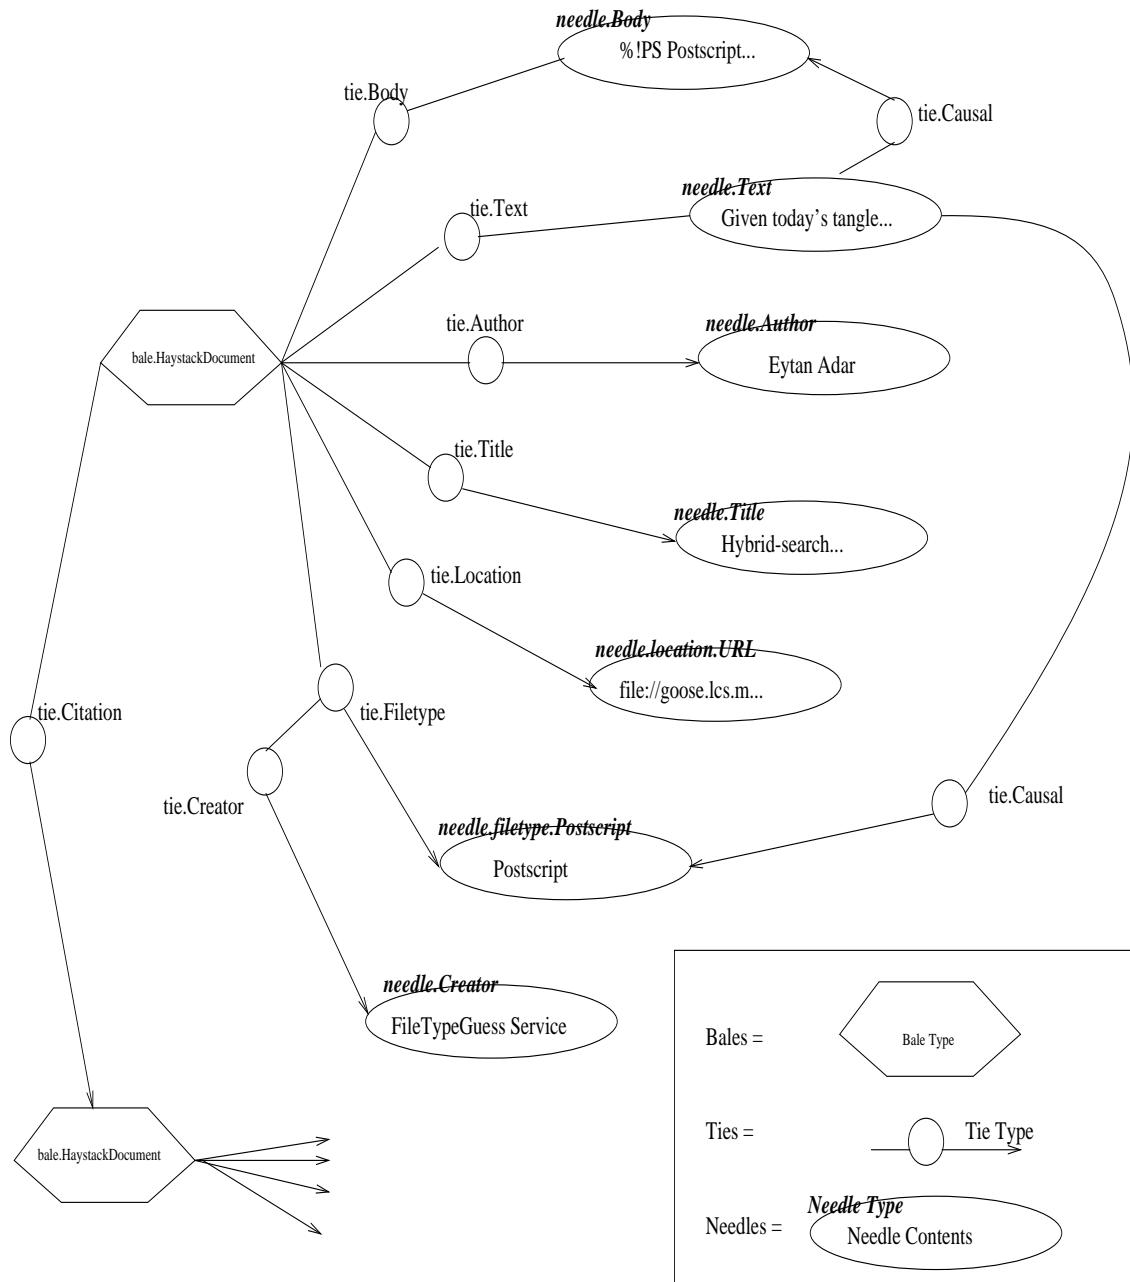 needle.Body
%!PS Postscript...
tie.Body
tie.Causal
needle.Text
tie.Text
Given today's tangle...
tie.Author
needle.Author
bale.HaystackDocument
Eytan Adar
tie.Title
needle.Title
Hybrid-search...
tie.Location
needle.location.URL
file://goose.lcs.m...
tie.Citation
tie.Filetype
tie.Creator
tie.Causal
needle.filetype.Postscript
Postscript
needle.Creator
FileTypeGuess Service
Bales =
Bale Type
bale.HaystackDocument
Ties =
Tie Type
Needle Type
Needles =
Needle Contents